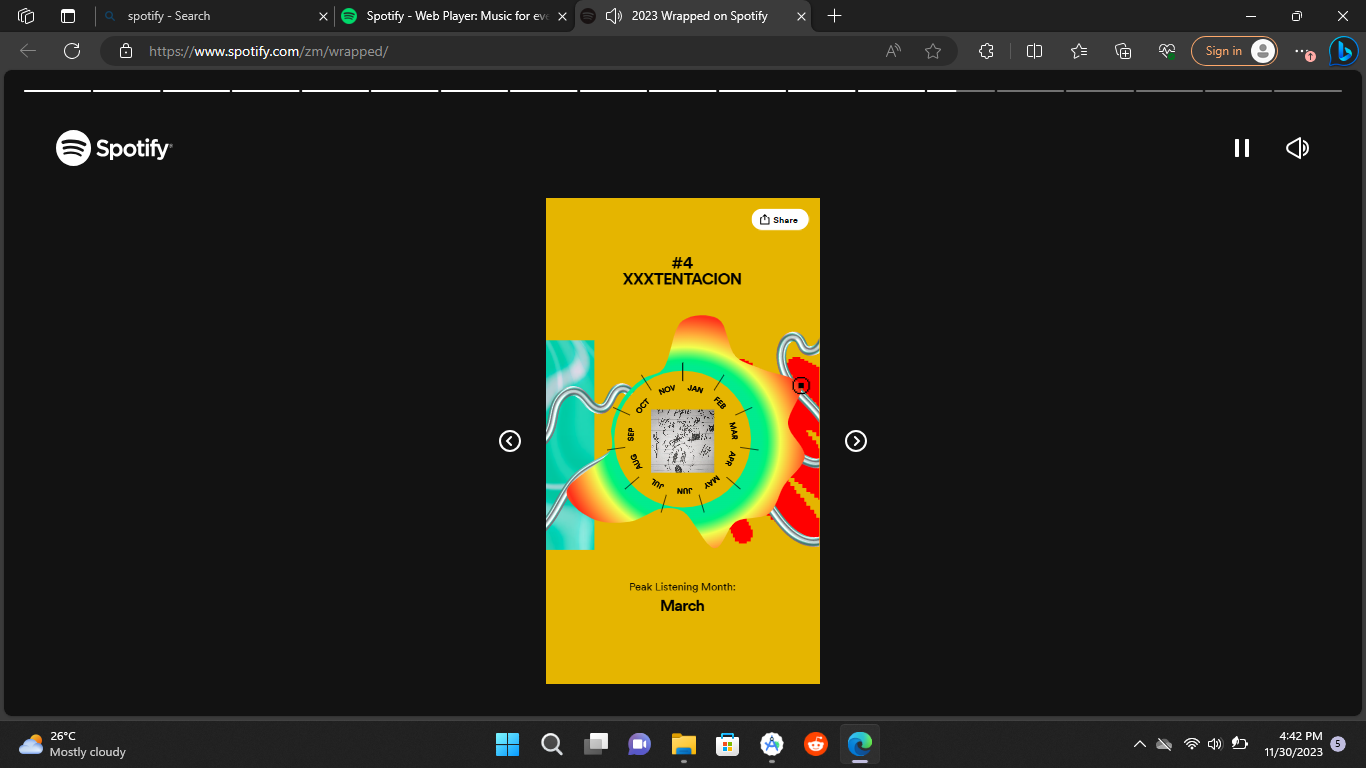 spotify - Search
Spotify - Web Player: Music for eve
2023 Wrapped on Spotify
https://www.spotify.com/zm/wrapped/
Sign in
Spotify
Share
#4
XXXTENTACION
JAN
FEB
MAR
APR
MAY
JUN
JUL
AUG
SEP
OCT
NOV
Peak Listening Month:
March
26°C
Mostly cloudy
4:42 PM
11/30/2023
5